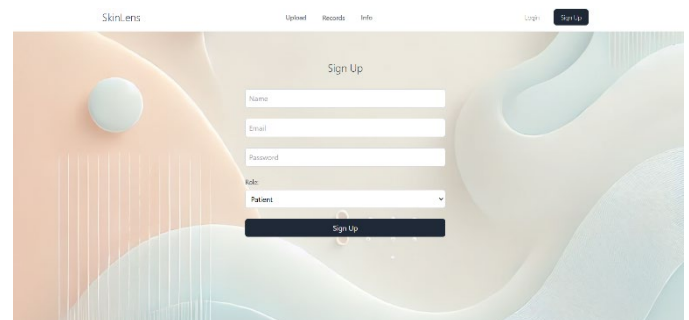 SkinLens
Upload Records Info
Login Sign Up
Sign Up
Name
Email
Password
Role:
Patient
Sign Up